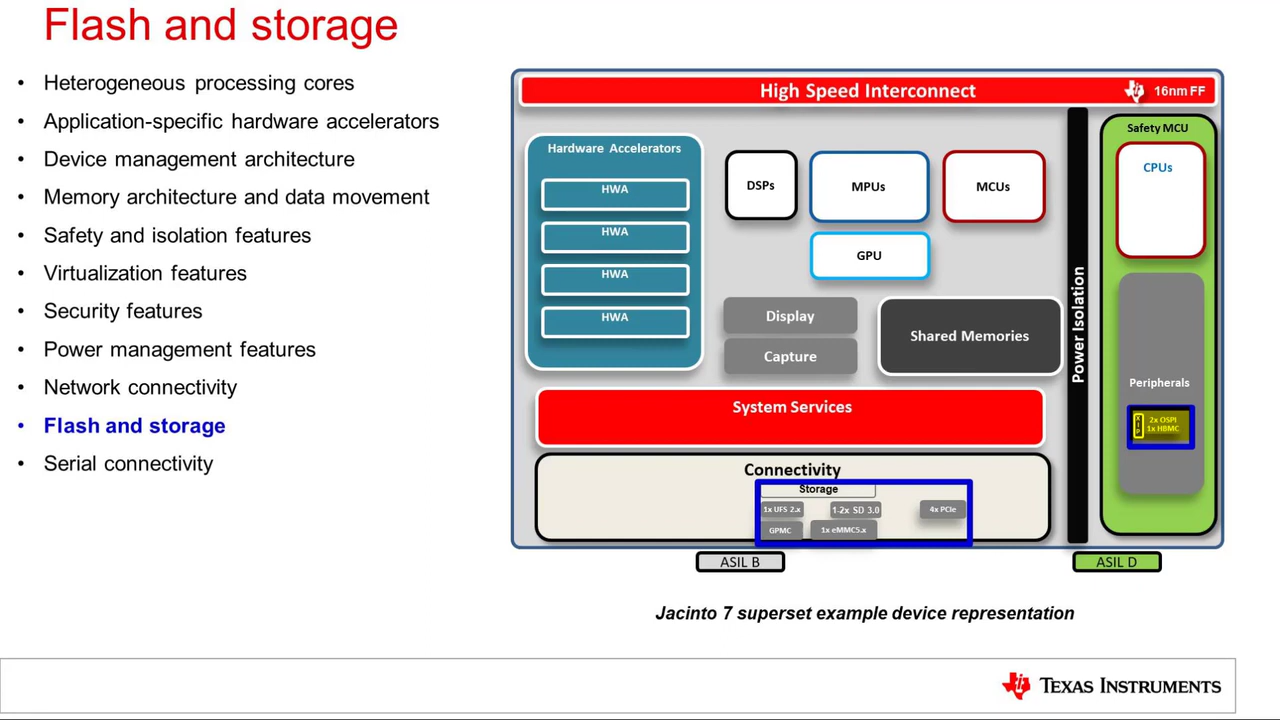 Flash and storage
• Heterogeneous processing cores
• Application-specific hardware accelerators
• Device management architecture
• Memory architecture and data movement
• Safety and isolation features
• Virtualization features
• Security features
• Power management features
• Network connectivity
• Flash and storage
• Serial connectivity
High Speed Interconnect
16nm FF
Hardware Accelerators
HWA
HWA
HWA
HWA
DSPs
MPUs
MCUs
GPU
Display
Capture
Shared Memories
System Services
Connectivity
Storage
1x UFS 2.x
1-2x SD 3.0
4x PCIe
GPMC
1x eMMC5.x
Power Isolation
Safety MCU
CPUs
Peripherals
XIP
2x OSPI
1x HBMC
ASIL B
ASIL D
Jacinto 7 superset example device representation
TEXAS INSTRUMENTS